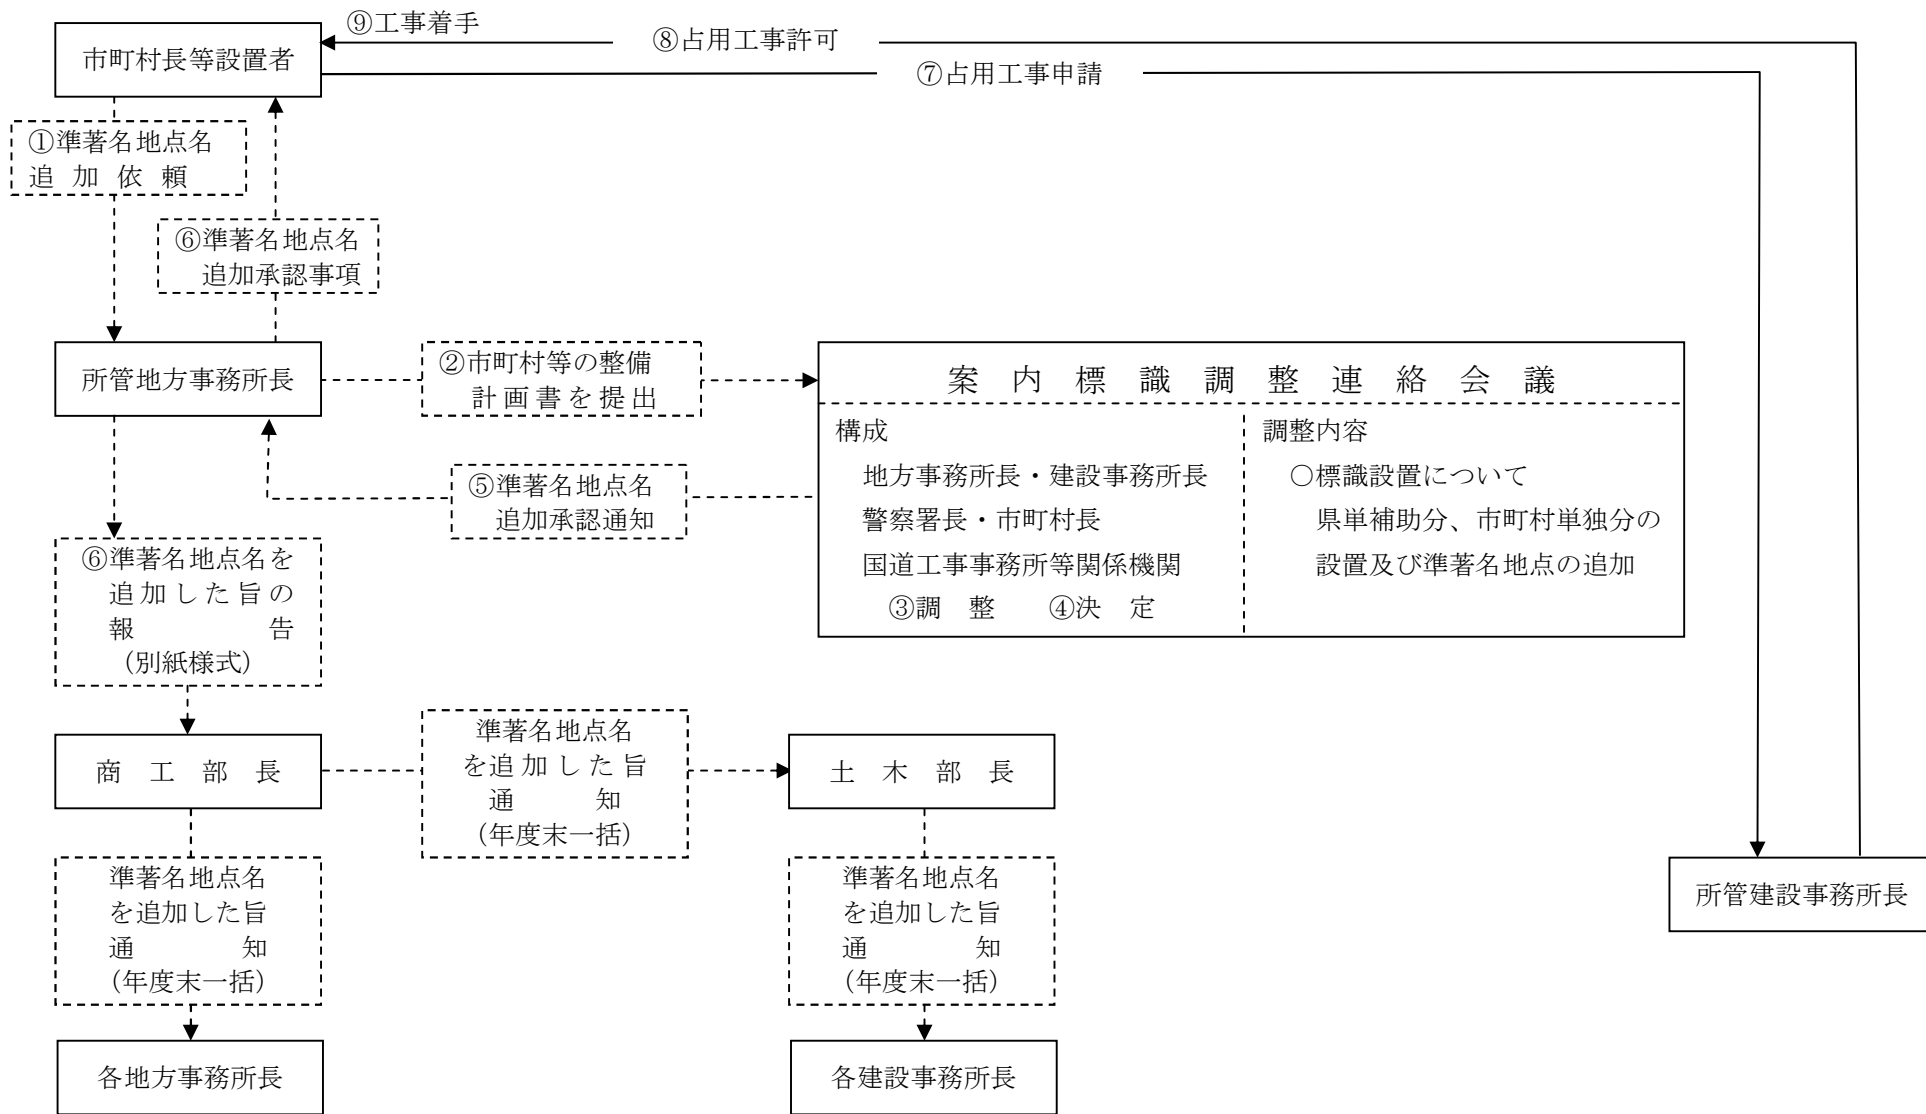 ⑨工事着手
⑧占用工事許可
市町村長等設置者
⑦占用工事申請
①準著名地点名
追加依頼
⑥準著名地点名
追加承認事項
所管地方事務所長
②市町村等の整備
計画書を提出
案内標識調整連絡会議
構成
地方事務所長・建設事務所長
警察署長・市町村長
国道工事事務所等関係機関
③調　整　　④決　定
調整内容
○標識設置について
県単補助分、市町村単独分の
設置及び準著名地点の追加
⑤準著名地点名
追加承認通知
⑥準著名地点名を
追加した旨の
報　　　　　告
（別紙様式）
商　工　部　長
準著名地点名
を追加した旨
通　　　知
（年度末一括）
土　木　部　長
準著名地点名
を追加した旨
通　　　　知
（年度末一括）
準著名地点名
を追加した旨
通　　　　知
（年度末一括）
所管建設事務所長
各地方事務所長
各建設事務所長